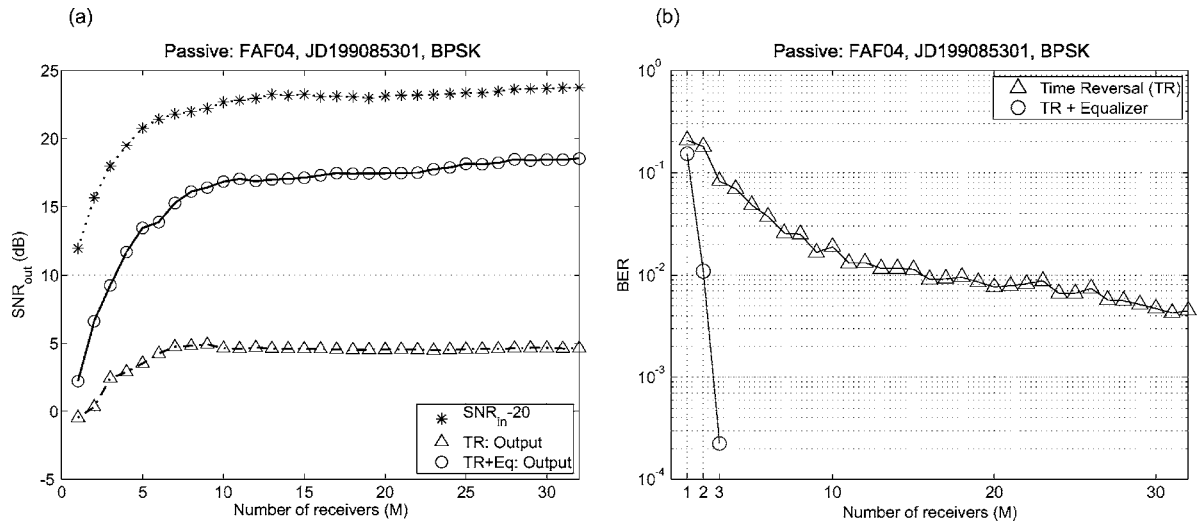 (a)
Passive: FAF04, JD199085301, BPSK
25
20
15
10
5
0
-5
SNR_out (dB)
0 5 10 15 20 25 30
Number of receivers (M)
SNR_in-20
TR: Output
TR+Eq: Output
(b)
Passive: FAF04, JD199085301, BPSK
10^0
10^-1
10^-2
10^-3
10^-4
BER
1 2 3 10 20 30
Number of receivers (M)
Time Reversal (TR)
TR + Equalizer